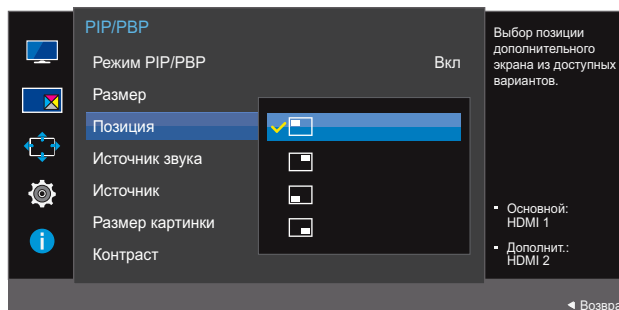 PIP/PBP
Режим PIP/PBP Вкл
Размер
Позиция
Источник звука
Источник
Размер картинки
Контраст
Выбор позиции
дополнительного
экрана из доступных
вариантов.
Основной:
HDMI 1
Дополнит.:
HDMI 2